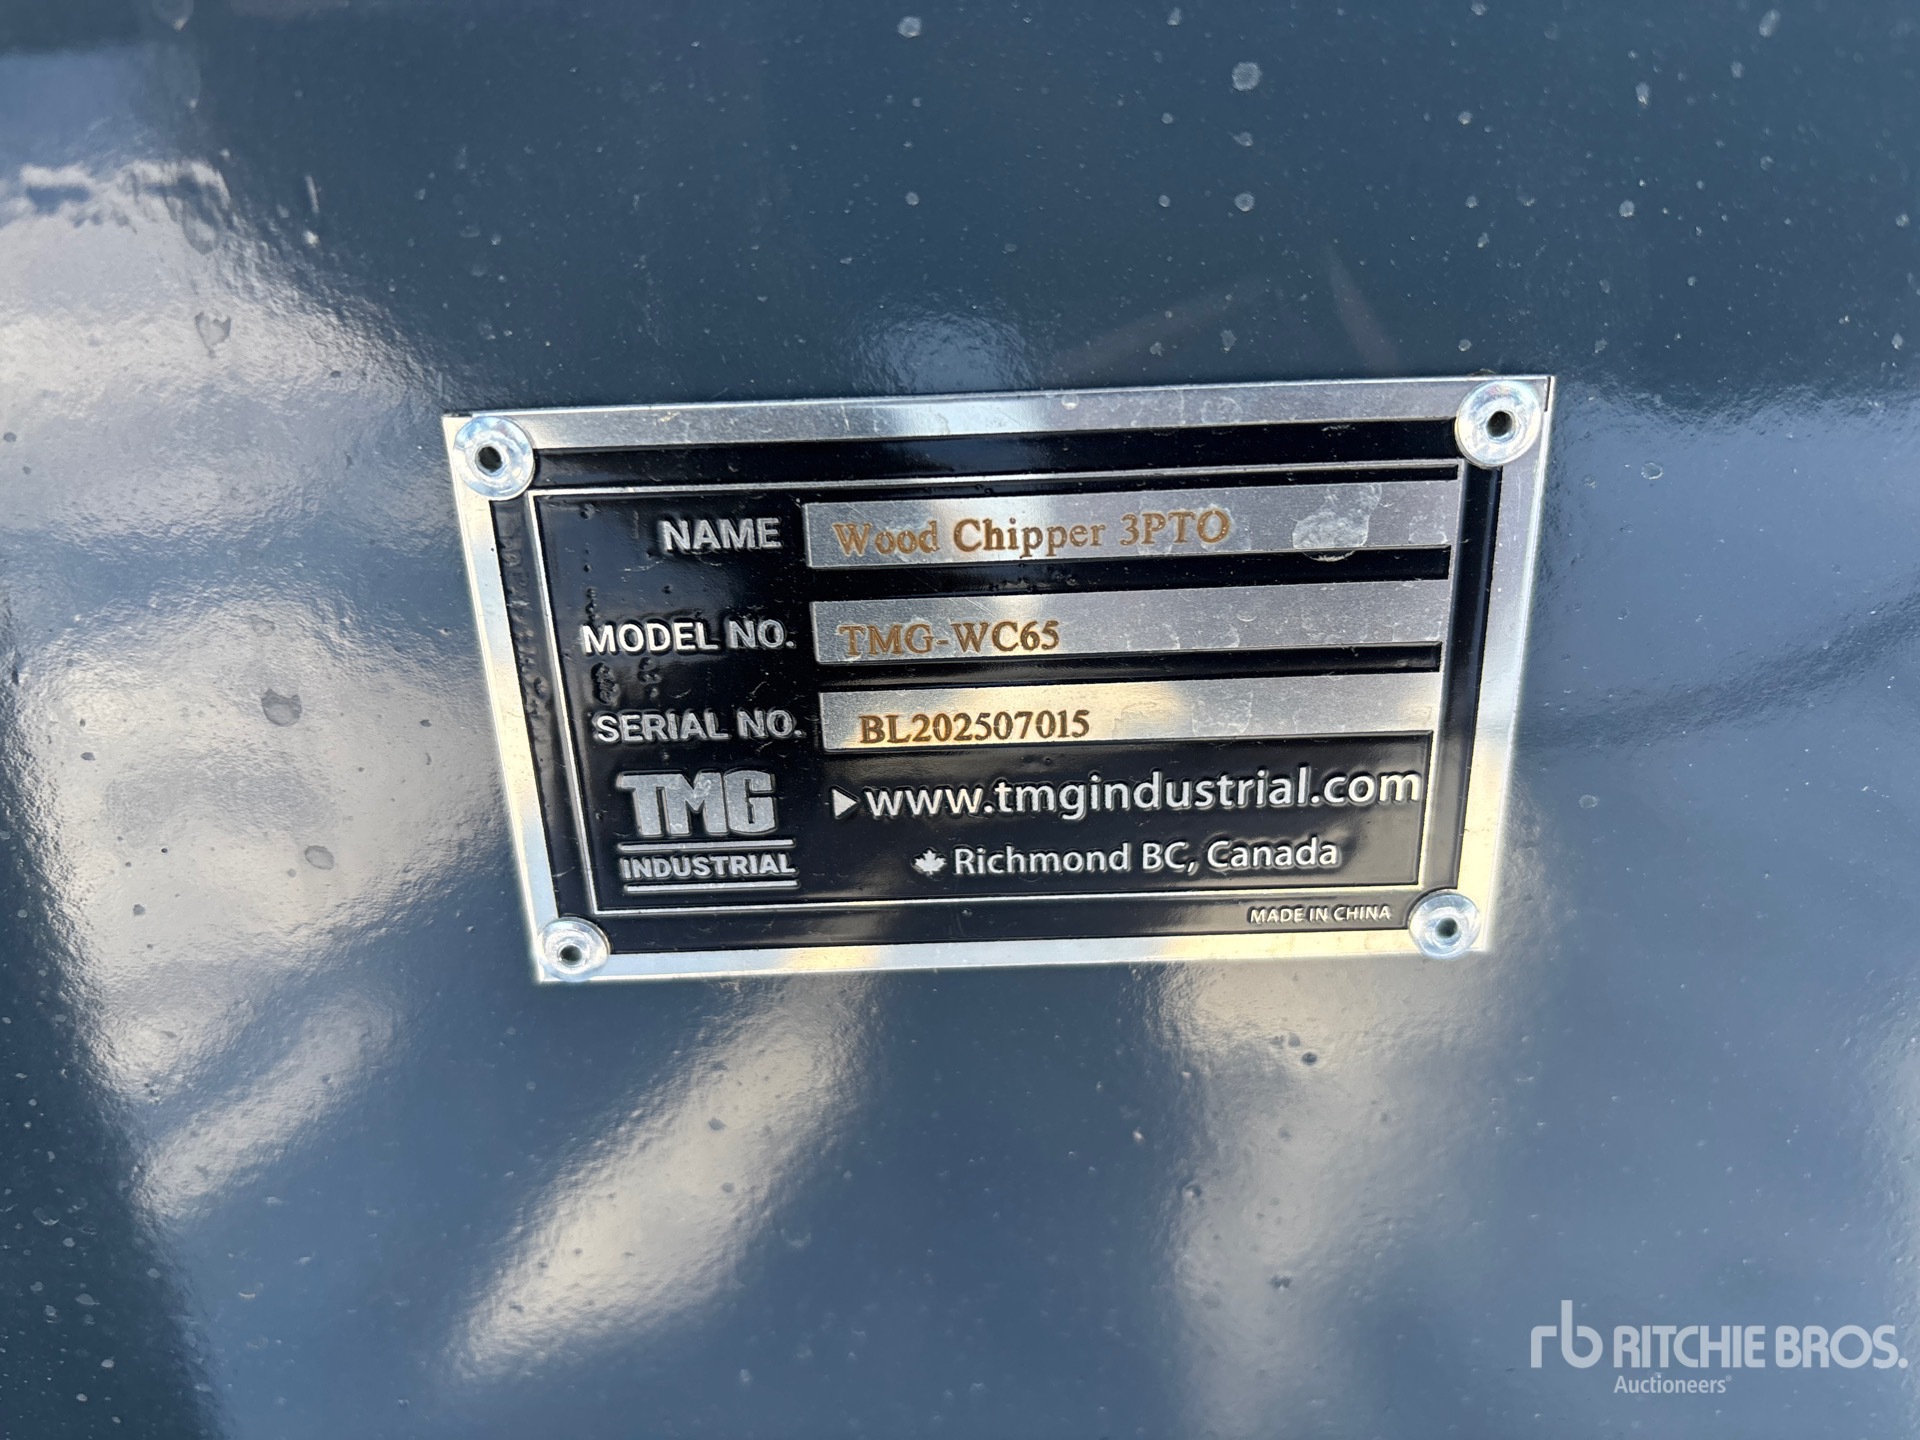 NAME Wood Chipper 3PTO
MODEL NO. TMG-WC65
SERIAL NO. BL202507015
TMG
INDUSTRIAL
www.tmgindustrial.com
Richmond BC, Canada
MADE IN CHINA
rb RITCHIE BROS.
Auctioneers